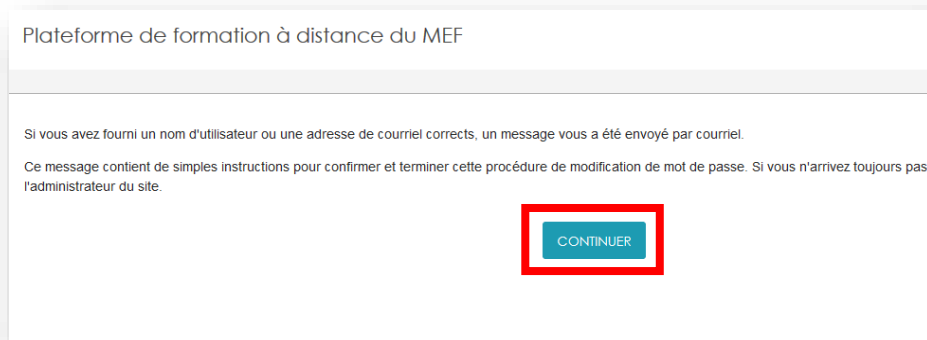 Plateforme de formation à distance du MEF
Si vous avez fourni un nom d'utilisateur ou une adresse de courriel corrects, un message vous a été envoyé par courriel.
Ce message contient de simples instructions pour confirmer et terminer cette procédure de modification de mot de passe. Si vous n'arrivez toujours pas
l'administrateur du site.
CONTINUER